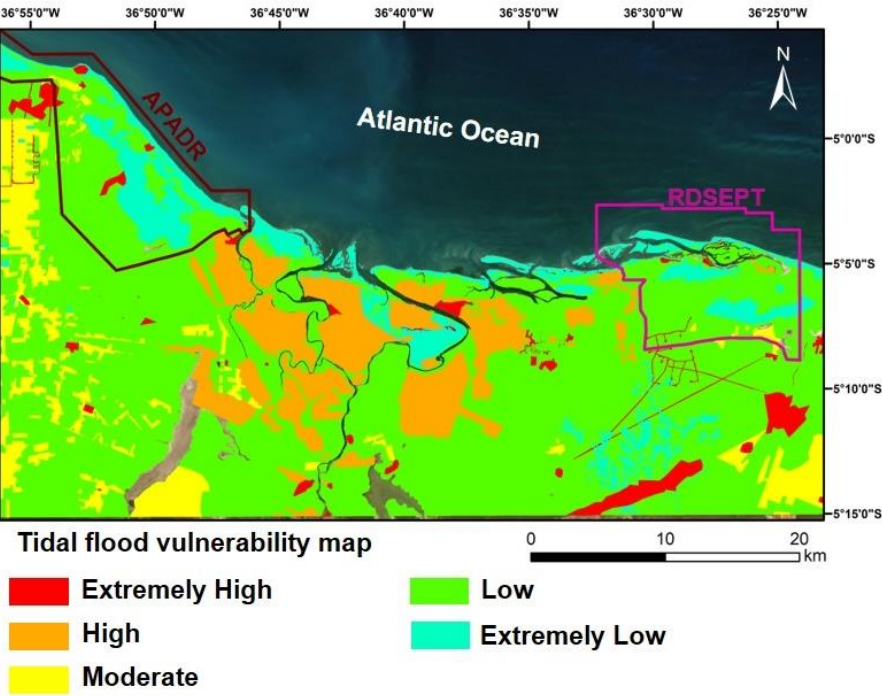 36°55'0"W 36°50'0"W 36°45'0"W 36°40'0"W 36°35'0"W 36°30'0"W 36°25'0"W
N
APADR
Atlantic Ocean
5°0'0"S
RDSEPT
5°5'0"S
5°10'0"S
5°15'0"S
Tidal flood vulnerability map
0 10 20
km
Extremely High
Low
High
Extremely Low
Moderate